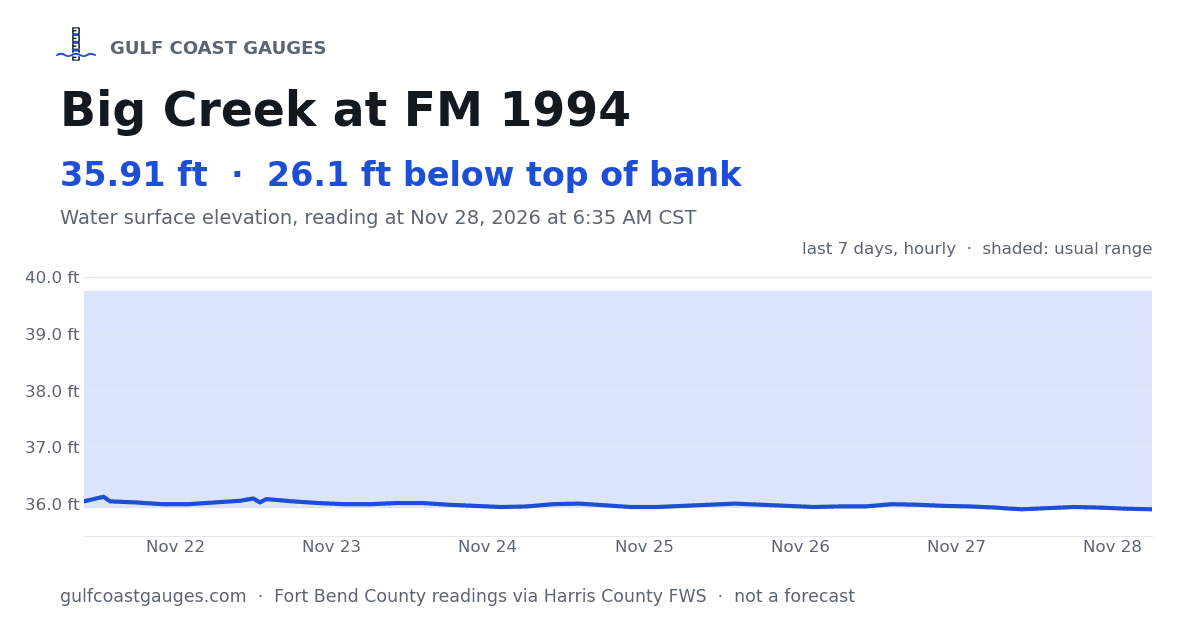 GULF COAST GAUGES
Big Creek at FM 1994
35.91 ft · 26.1 ft below top of bank
Water surface elevation, reading at Nov 28, 2026 at 6:35 AM CST
last 7 days, hourly · shaded: usual range
40.0 ft
39.0 ft
38.0 ft
37.0 ft
36.0 ft
Nov 22 Nov 23 Nov 24 Nov 25 Nov 26 Nov 27 Nov 28
gulfcoastgauges.com · Fort Bend County readings via Harris County FWS · not a forecast